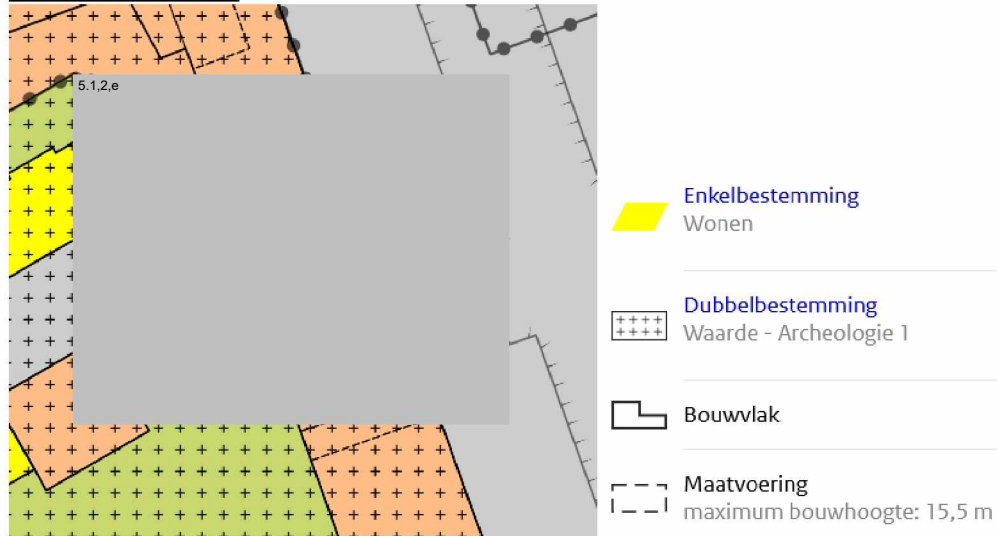 5.1,2,e
Enkelbestemming
Wonen
Dubbelbestemming
Waarde - Archeologie 1
Bouwvlak
Maatvoering
maximum bouwhoogte: 15,5 m